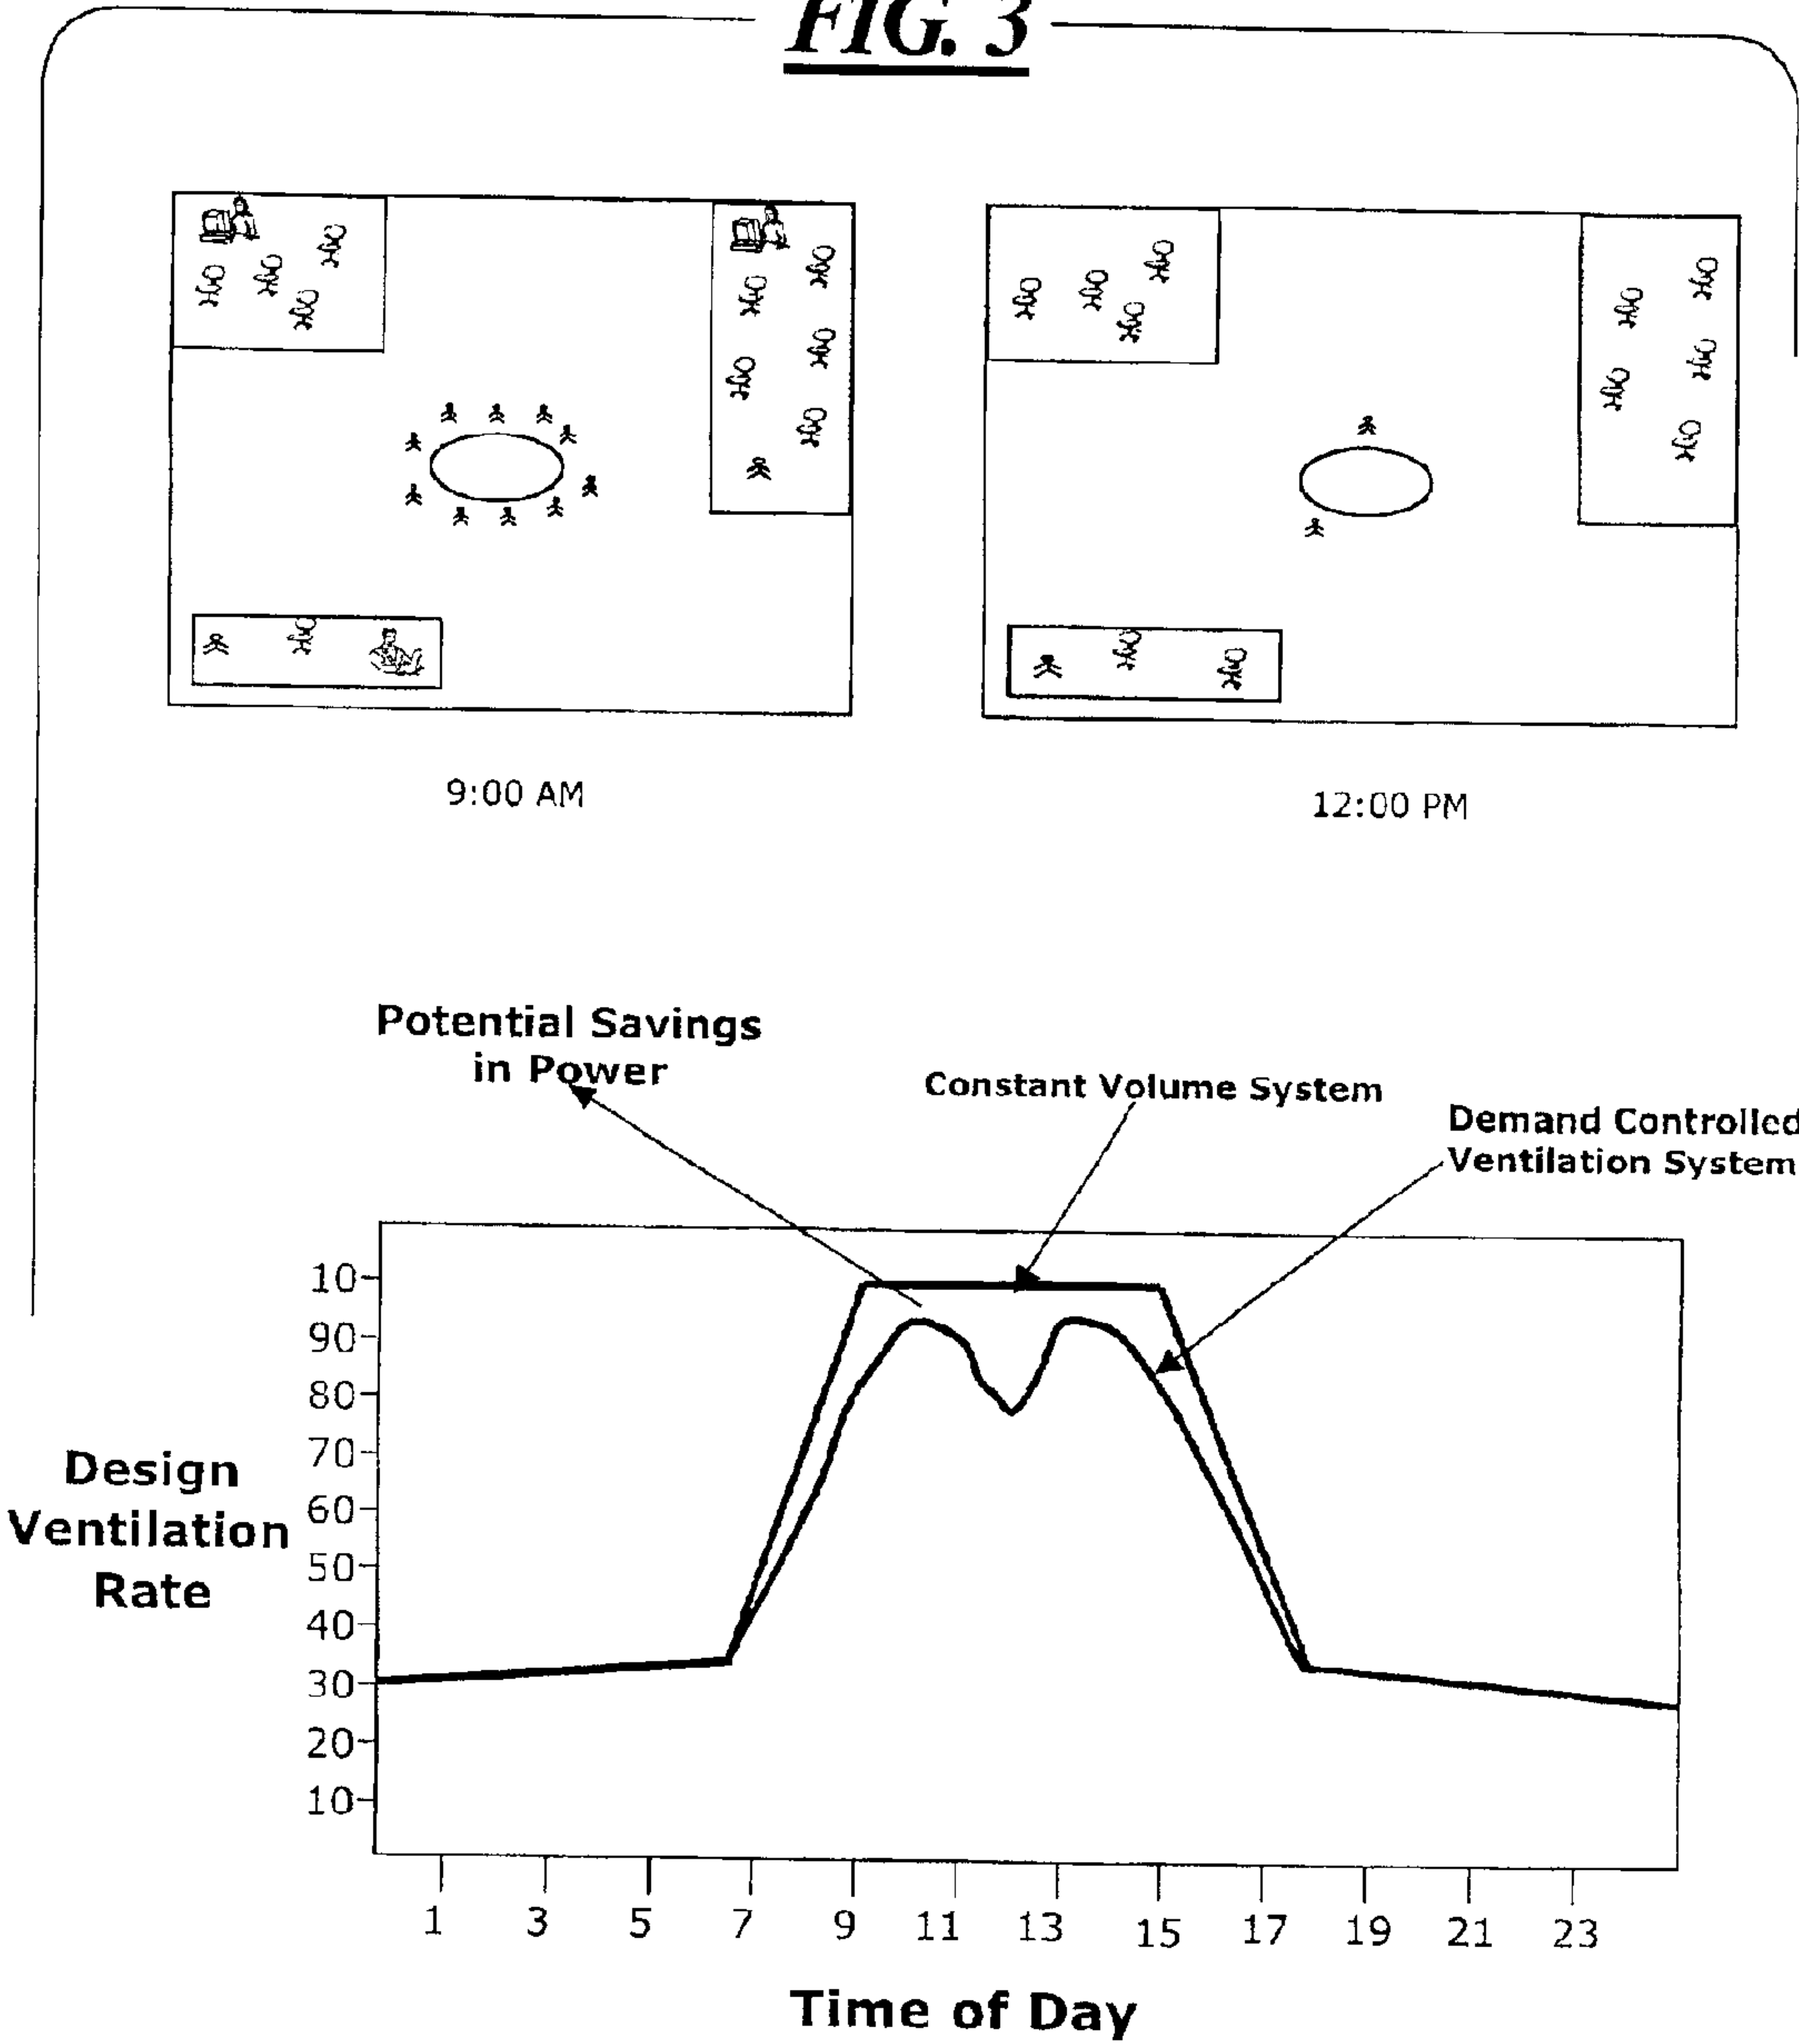 FIG. 3
9:00 AM
12:00 PM
Potential Savings
in Power
Constant Volume System
Demand Controlled
Ventilation System
10
90
80
70
60
50
40
30
20
10
Design
Ventilation
Rate
1 3 5 7 9 11 13 15 17 19 21 23
Time of Day